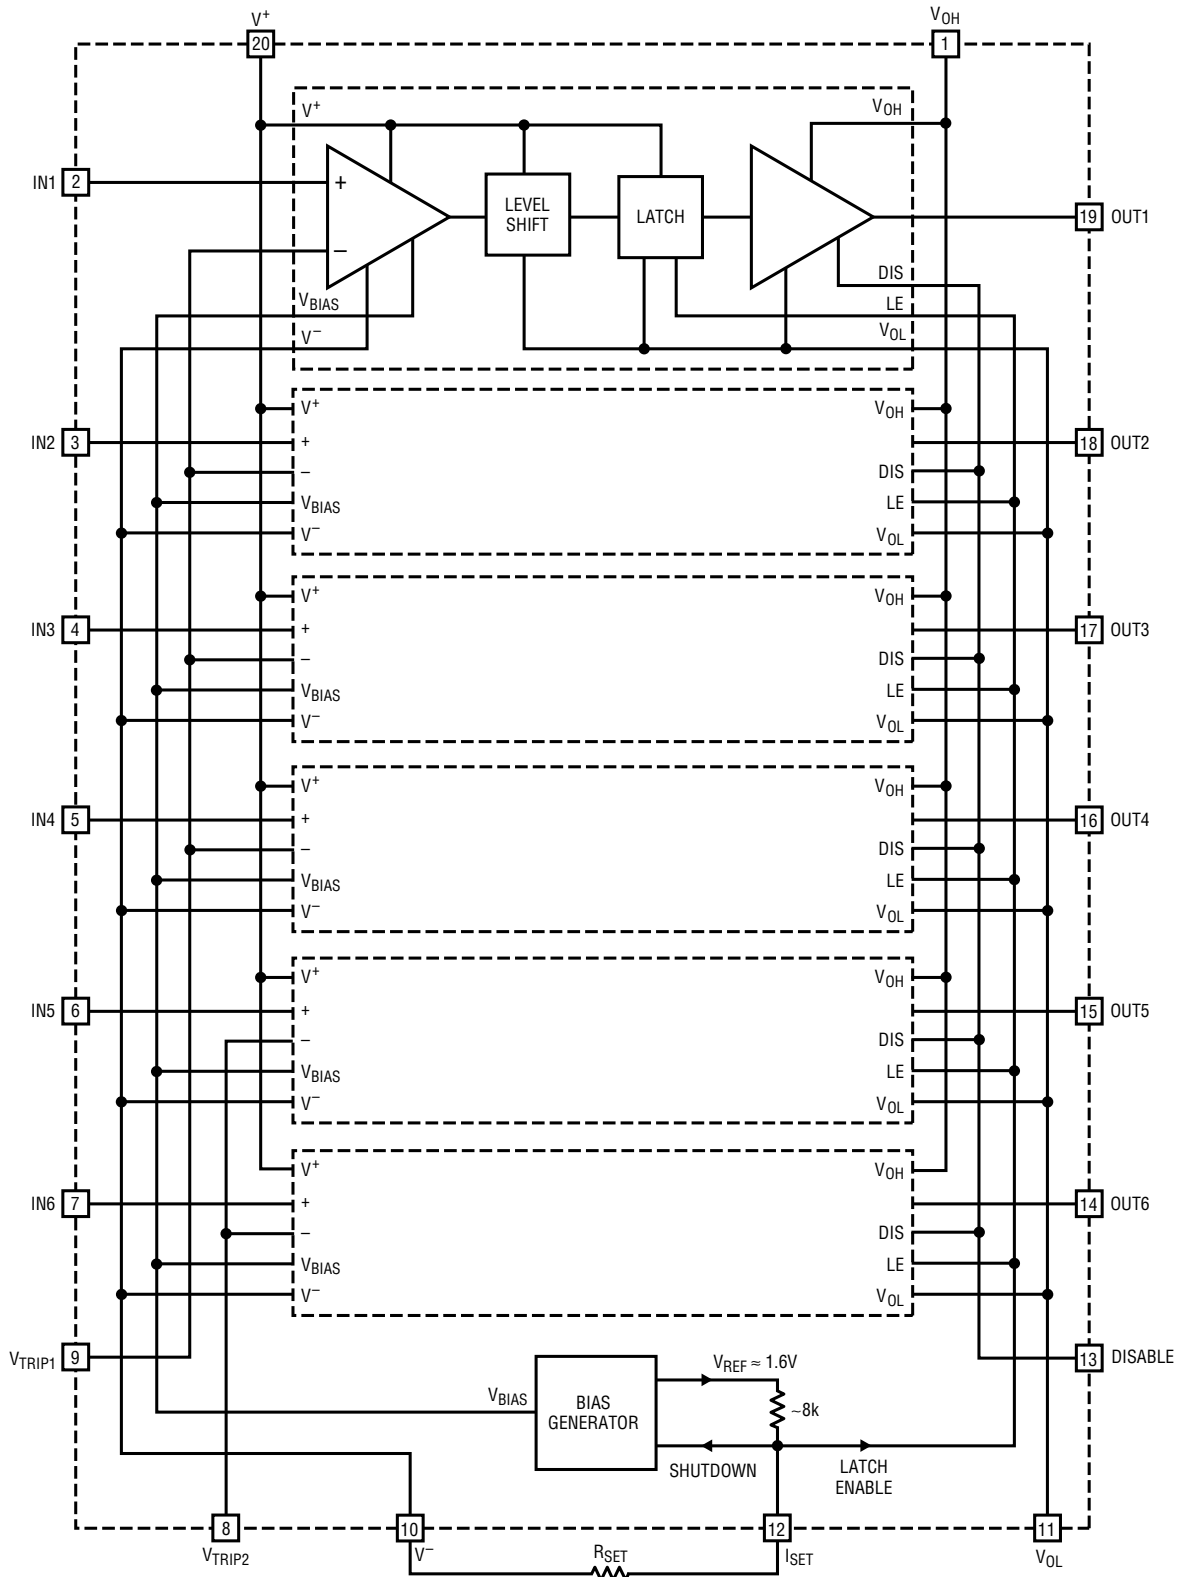 V+
VOH
20
1
V+
VOH
IN1
2
+
–
LEVEL
SHIFT
LATCH
19
OUT1
DIS
VBIAS
LE
V–
VOL
V+
VOH
IN2
3
+
18
OUT2
–
DIS
VBIAS
LE
V–
VOL
V+
VOH
IN3
4
+
17
OUT3
–
DIS
VBIAS
LE
V–
VOL
V+
VOH
IN4
5
+
16
OUT4
–
DIS
VBIAS
LE
V–
VOL
V+
VOH
IN5
6
+
15
OUT5
–
DIS
VBIAS
LE
V–
VOL
V+
VOH
IN6
7
+
14
OUT6
–
DIS
VBIAS
LE
V–
VOL
VTRIP1
9
13
DISABLE
VREF ≈ 1.6V
VBIAS
BIAS
GENERATOR
~8k
SHUTDOWN
LATCH
ENABLE
8
10
12
11
VTRIP2
V–
RSET
ISET
VOL